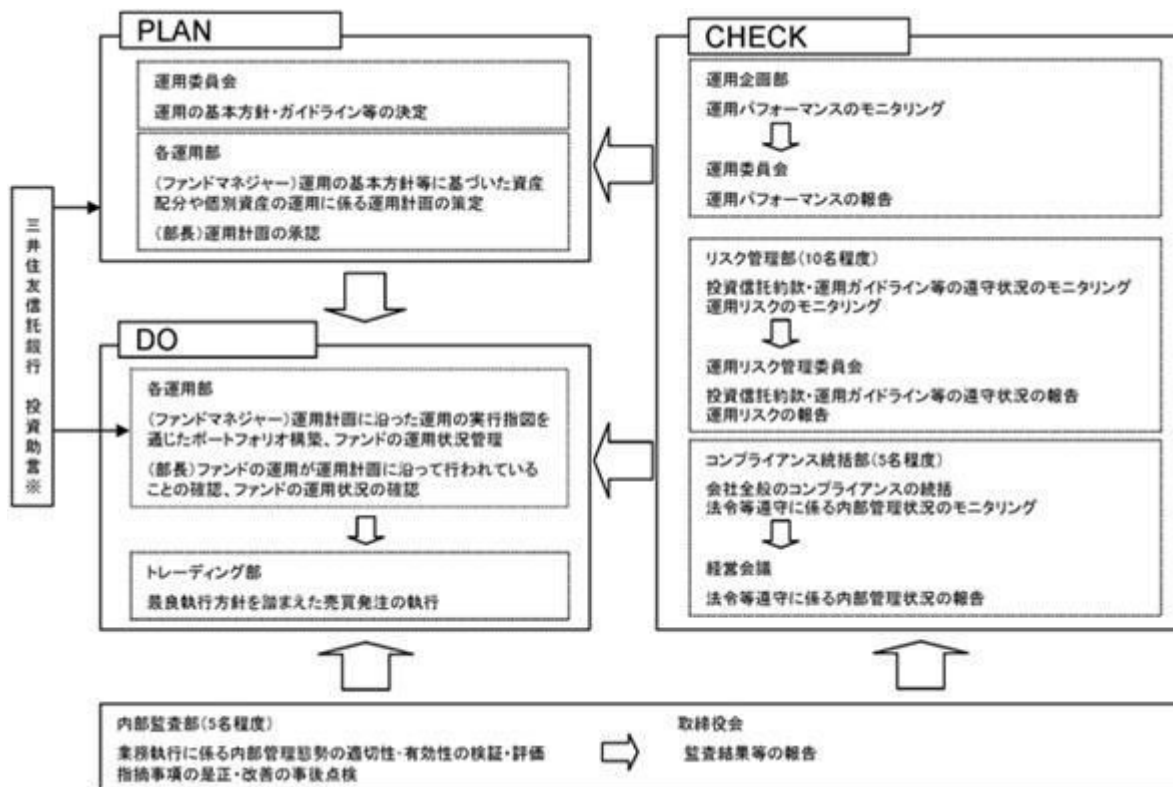 PLAN
運用委員会
運用の基本方針・ガイドライン等の決定
各運用部
(ファンドマネジャー)運用の基本方針等に基づいた資産
配分や個別資産の運用に係る運用計画の策定
(部長)運用計画の承認
三井住友信託銀行 投資助言※
DO
各運用部
(ファンドマネジャー)運用計画に沿った運用の実行指図を
通じたポートフォリオ構築、ファンドの運用状況管理
(部長)ファンドの運用が運用計画に沿って行われている
ことの確認、ファンドの運用状況の確認
トレーディング部
最良執行方針を踏まえた売買発注の執行
CHECK
運用企画部
運用パフォーマンスのモニタリング
運用委員会
運用パフォーマンスの報告
リスク管理部(10名程度)
投資信託約款・運用ガイドライン等の遵守状況のモニタリング
運用リスクのモニタリング
運用リスク管理委員会
投資信託約款・運用ガイドライン等の遵守状況の報告
運用リスクの報告
コンプライアンス統括部(5名程度)
会社全般のコンプライアンスの統括
法令等遵守に係る内部管理状況のモニタリング
経営会議
法令等遵守に係る内部管理状況の報告
内部監査部(5名程度)
業務執行に係る内部管理態勢の適切性・有効性の検証・評価
指摘事項の是正・改善の事後点検
取締役会
監査結果等の報告